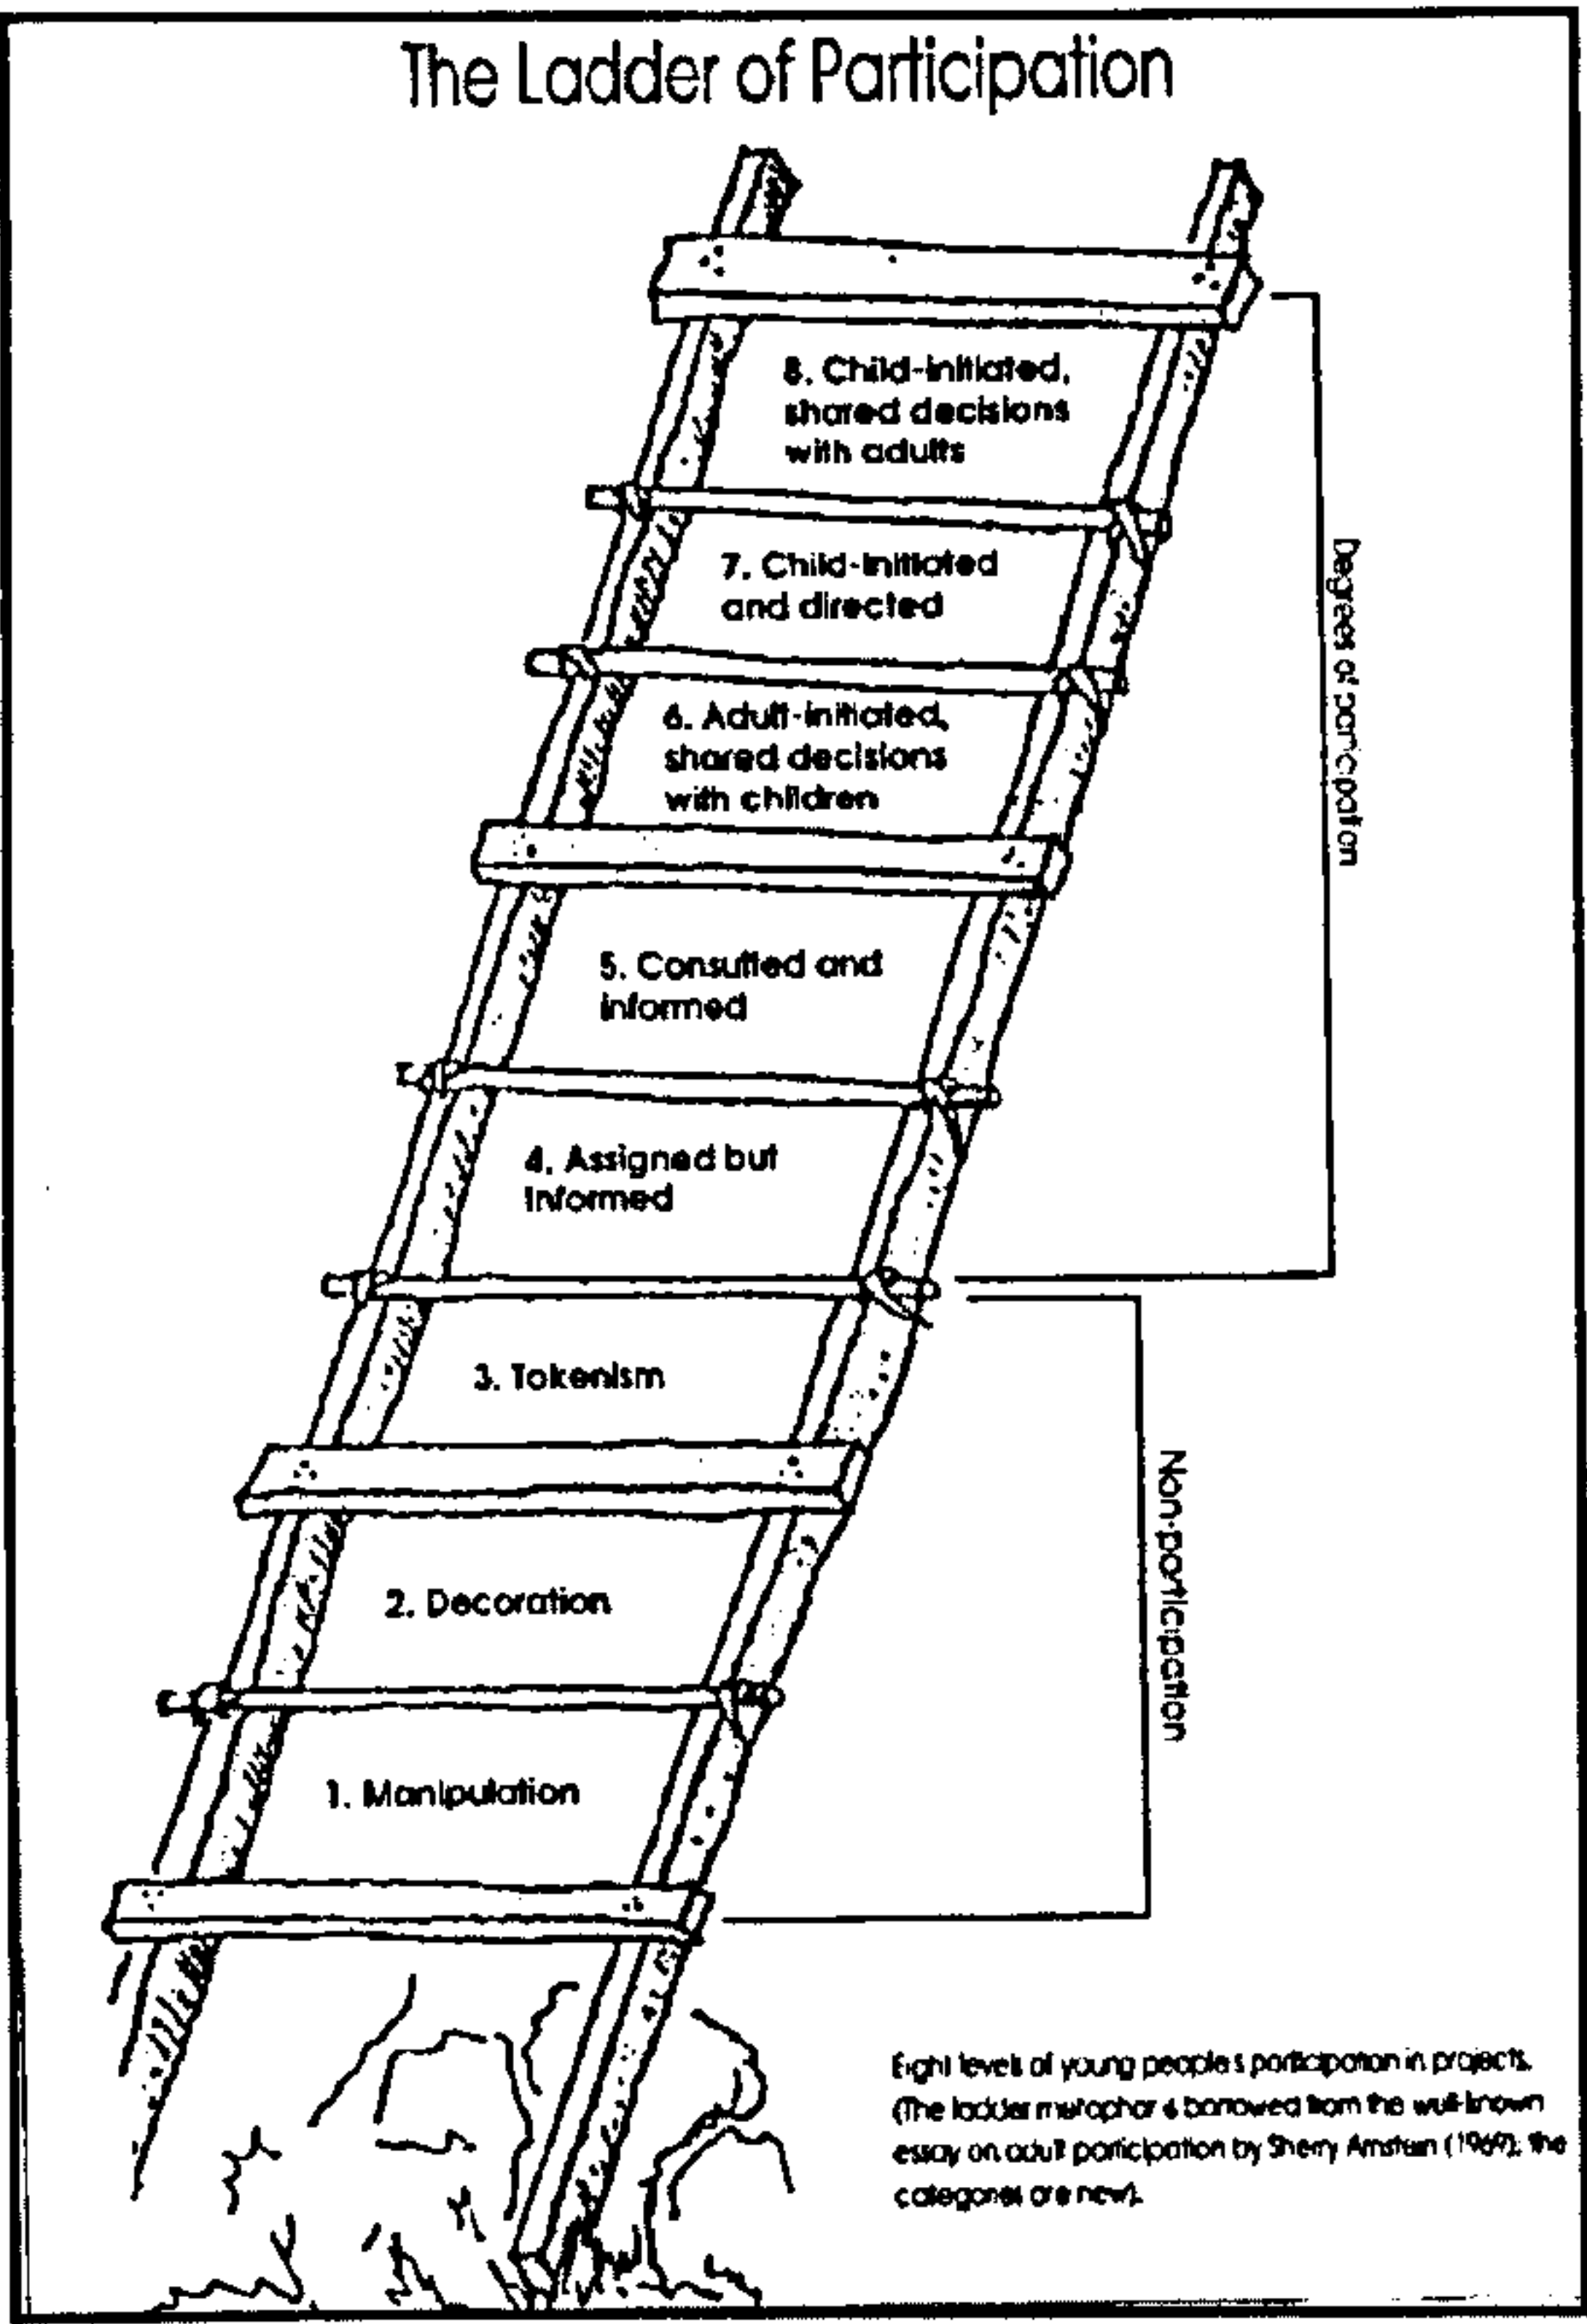 The Ladder of Participation
8. Child-initiated,
shared decisions
with adults
7. Child-initiated
and directed
6. Adult-initiated,
shared decisions
with children
5. Consulted and
informed
4. Assigned but
informed
3. Tokenism
2. Decoration
1. Manipulation
Degrees of participation
Non-participation
Eight levels of young people's participation in projects.
(The ladder metaphor is borrowed from the well-known
essay on adult participation by Sherry Arnstein (1969); the
categories are new).